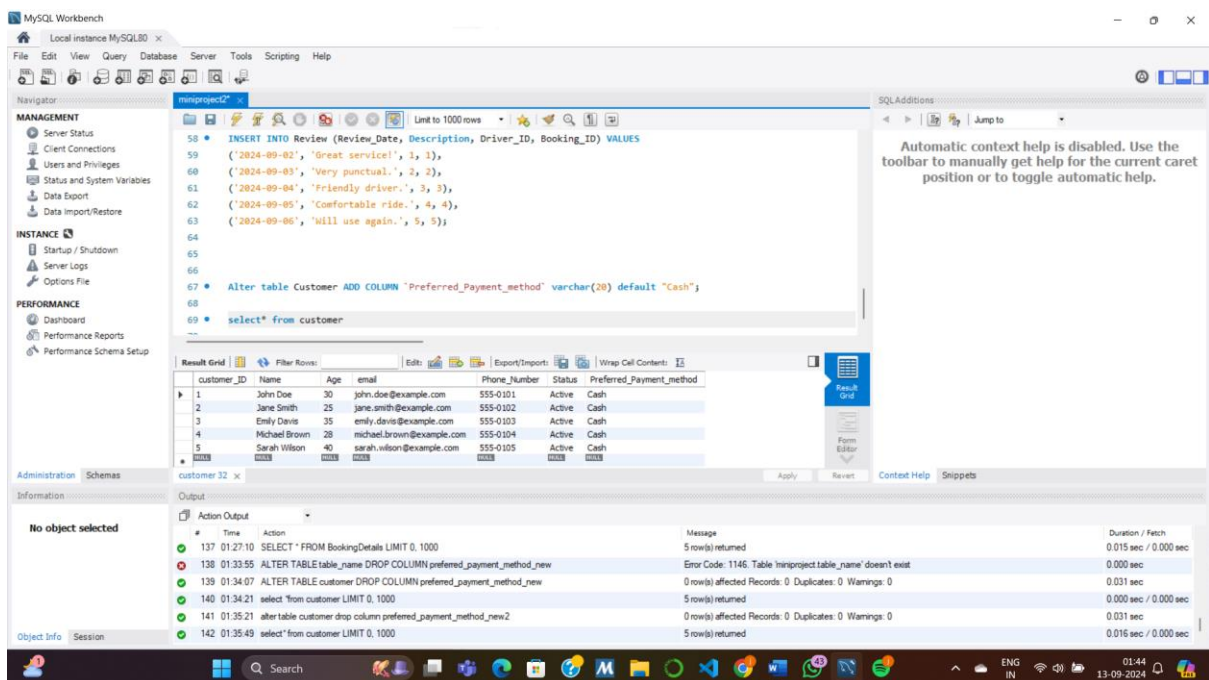 MySQL Workbench
Local instance MySQL80 ×
File Edit View Query Database Server Tools Scripting Help
Navigator
MANAGEMENT
Server Status
Client Connections
Users and Privileges
Status and System Variables
Data Export
Data Import/Restore
INSTANCE
Startup / Shutdown
Server Logs
Options File
PERFORMANCE
Dashboard
Performance Reports
Performance Schema Setup
Administration Schemas
Information
No object selected
Object Info Session
miniproject2* ×
Limit to 1000 rows
58 INSERT INTO Review (Review_Date, Description, Driver_ID, Booking_ID) VALUES
59 ('2024-09-02', 'Great service!', 1, 1),
60 ('2024-09-03', 'Very punctual.', 2, 2),
61 ('2024-09-04', 'Friendly driver.', 3, 3),
62 ('2024-09-05', 'Comfortable ride.', 4, 4),
63 ('2024-09-06', 'Will use again.', 5, 5);
64
65
66
67 Alter table Customer ADD COLUMN `Preferred_Payment_method` varchar(20) default "Cash";
68
69 select* from customer
Result Grid Filter Rows: Edit: Export/Import: Wrap Cell Content:
customer_ID Name Age email Phone_Number Status Preferred_Payment_method
1 John Doe 30 john.doe@example.com 555-0101 Active Cash
2 Jane Smith 25 jane.smith@example.com 555-0102 Active Cash
3 Emily Davis 35 emily.davis@example.com 555-0103 Active Cash
4 Michael Brown 28 michael.brown@example.com 555-0104 Active Cash
5 Sarah Wilson 40 sarah.wilson@example.com 555-0105 Active Cash
NULL NULL NULL NULL NULL NULL NULL
Result Grid
Form Editor
customer 32 ×
Apply Revert
SQLAdditions
Jump to
Automatic context help is disabled. Use the
toolbar to manually get help for the current caret
position or to toggle automatic help.
Context Help Snippets
Output
Action Output
# Time Action Message Duration / Fetch
137 01:27:10 SELECT * FROM BookingDetails LIMIT 0, 1000 5 row(s) returned 0.015 sec / 0.000 sec
138 01:33:55 ALTER TABLE table_name DROP COLUMN preferred_payment_method_new Error Code: 1146. Table 'miniproject.table_name' doesn't exist 0.000 sec
139 01:34:07 ALTER TABLE customer DROP COLUMN preferred_payment_method_new 0 row(s) affected Records: 0 Duplicates: 0 Warnings: 0 0.031 sec
140 01:34:21 select *from customer LIMIT 0, 1000 5 row(s) returned 0.000 sec / 0.000 sec
141 01:35:21 alter table customer drop column preferred_payment_method_new2 0 row(s) affected Records: 0 Duplicates: 0 Warnings: 0 0.031 sec
142 01:35:49 select* from customer LIMIT 0, 1000 5 row(s) returned 0.016 sec / 0.000 sec
Search
43
ENG
IN
01:44
13-09-2024